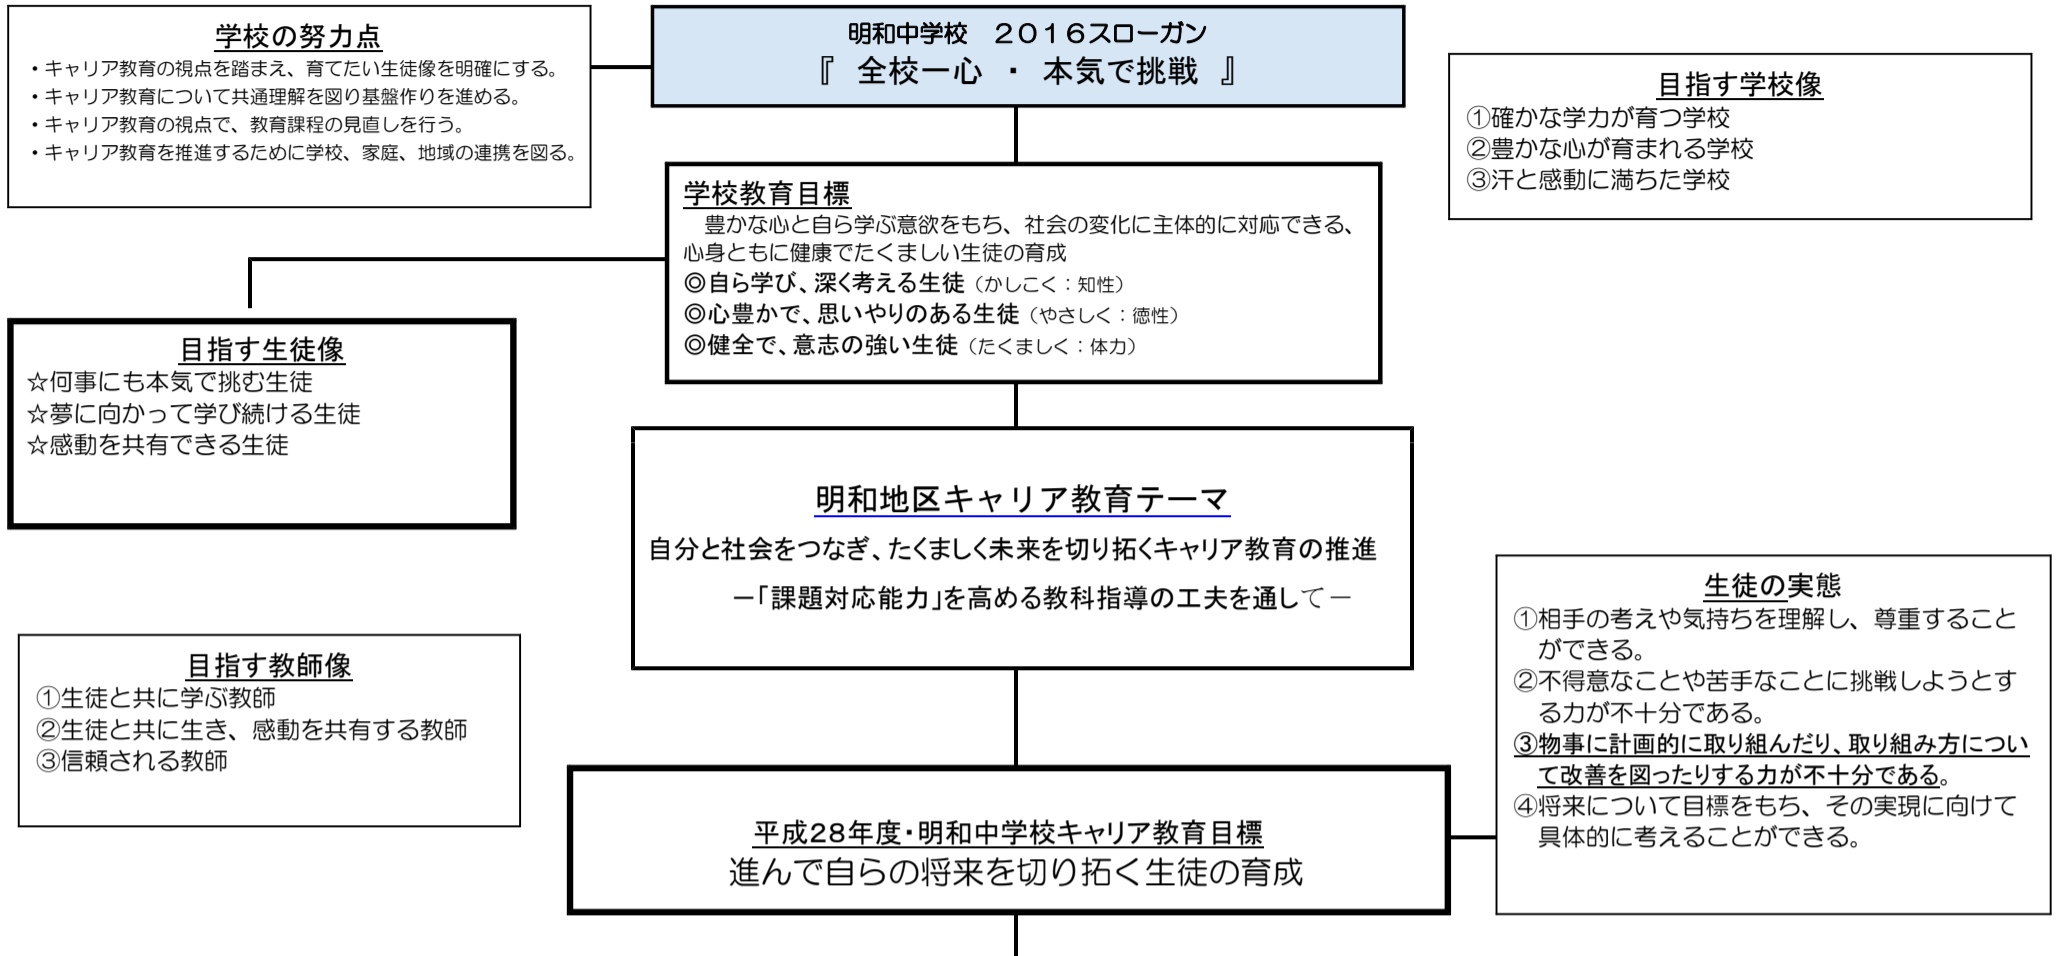 学校の努力点
・キャリア教育の視点を踏まえ、育てたい生徒像を明確にする。
・キャリア教育について共通理解を図り基盤作りを進める。
・キャリア教育の視点で、教育課程の見直しを行う。
・キャリア教育を推進するために学校、家庭、地域の連携を図る。
明和中学校　２０１６スローガン
『　全校一心　・　本気で挑戦　』
目指す学校像
①確かな学力が育つ学校
②豊かな心が育まれる学校
③汗と感動に満ちた学校
学校教育目標
　豊かな心と自ら学ぶ意欲をもち、社会の変化に主体的に対応できる、
心身ともに健康でたくましい生徒の育成
◎自ら学び、深く考える生徒（かしこく：知性）
◎心豊かで、思いやりのある生徒（やさしく：徳性）
◎健全で、意志の強い生徒（たくましく：体力）
目指す生徒像
☆何事にも本気で挑む生徒
☆夢に向かって学び続ける生徒
☆感動を共有できる生徒
明和地区キャリア教育テーマ
自分と社会をつなぎ、たくましく未来を切り拓くキャリア教育の推進
－「課題対応能力」を高める教科指導の工夫を通して－
目指す教師像
①生徒と共に学ぶ教師
②生徒と共に生き、感動を共有する教師
③信頼される教師
生徒の実態
①相手の考えや気持ちを理解し、尊重すること
ができる。
②不得意なことや苦手なことに挑戦しようとす
る力が不十分である。
③物事に計画的に取り組んだり、取り組み方につい
て改善を図ったりする力が不十分である。
④将来について目標をもち、その実現に向けて
具体的に考えることができる。
平成２８年度・明和中学校キャリア教育目標
進んで自らの将来を切り拓く生徒の育成